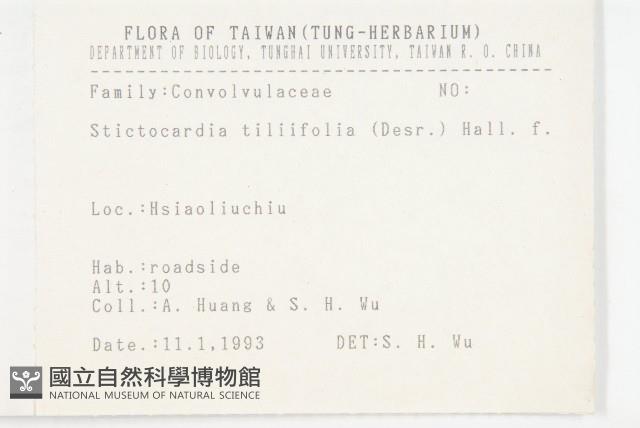 FLORA OF TAIWAN(TUNG-HERBARIUM)
DEPARTMENT OF BIOLOGY, TUNGHAI UNIVERSITY, TAIWAN R. O. CHINA
Family:Convolvulaceae NO:
Stictocardia tiliifolia (Desr.) Hall. f.
Loc.:Hsiaoliuchiu
Hab.:roadside
Alt.:10
Coll.:A. Huang & S. H. Wu
Date.:11.1,1993 DET:S. H. Wu
國立自然科學博物館
NATIONAL MUSEUM OF NATURAL SCIENCE